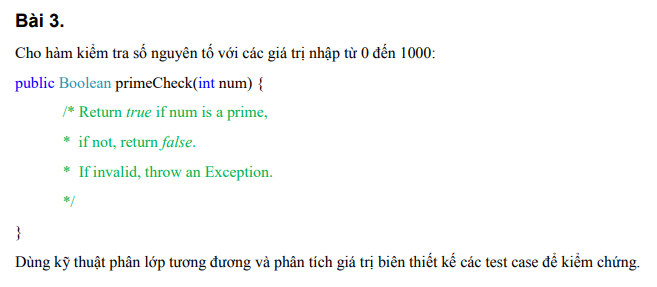 Bài 3.
Cho hàm kiểm tra số nguyên tố với các giá trị nhập từ 0 đến 1000:
public Boolean primeCheck(int num) {
/* Return true if num is a prime,
* if not, return false.
* If invalid, throw an Exception.
*/
}
Dùng kỹ thuật phân lớp tương đương và phân tích giá trị biên thiết kế các test case để kiểm chứng.